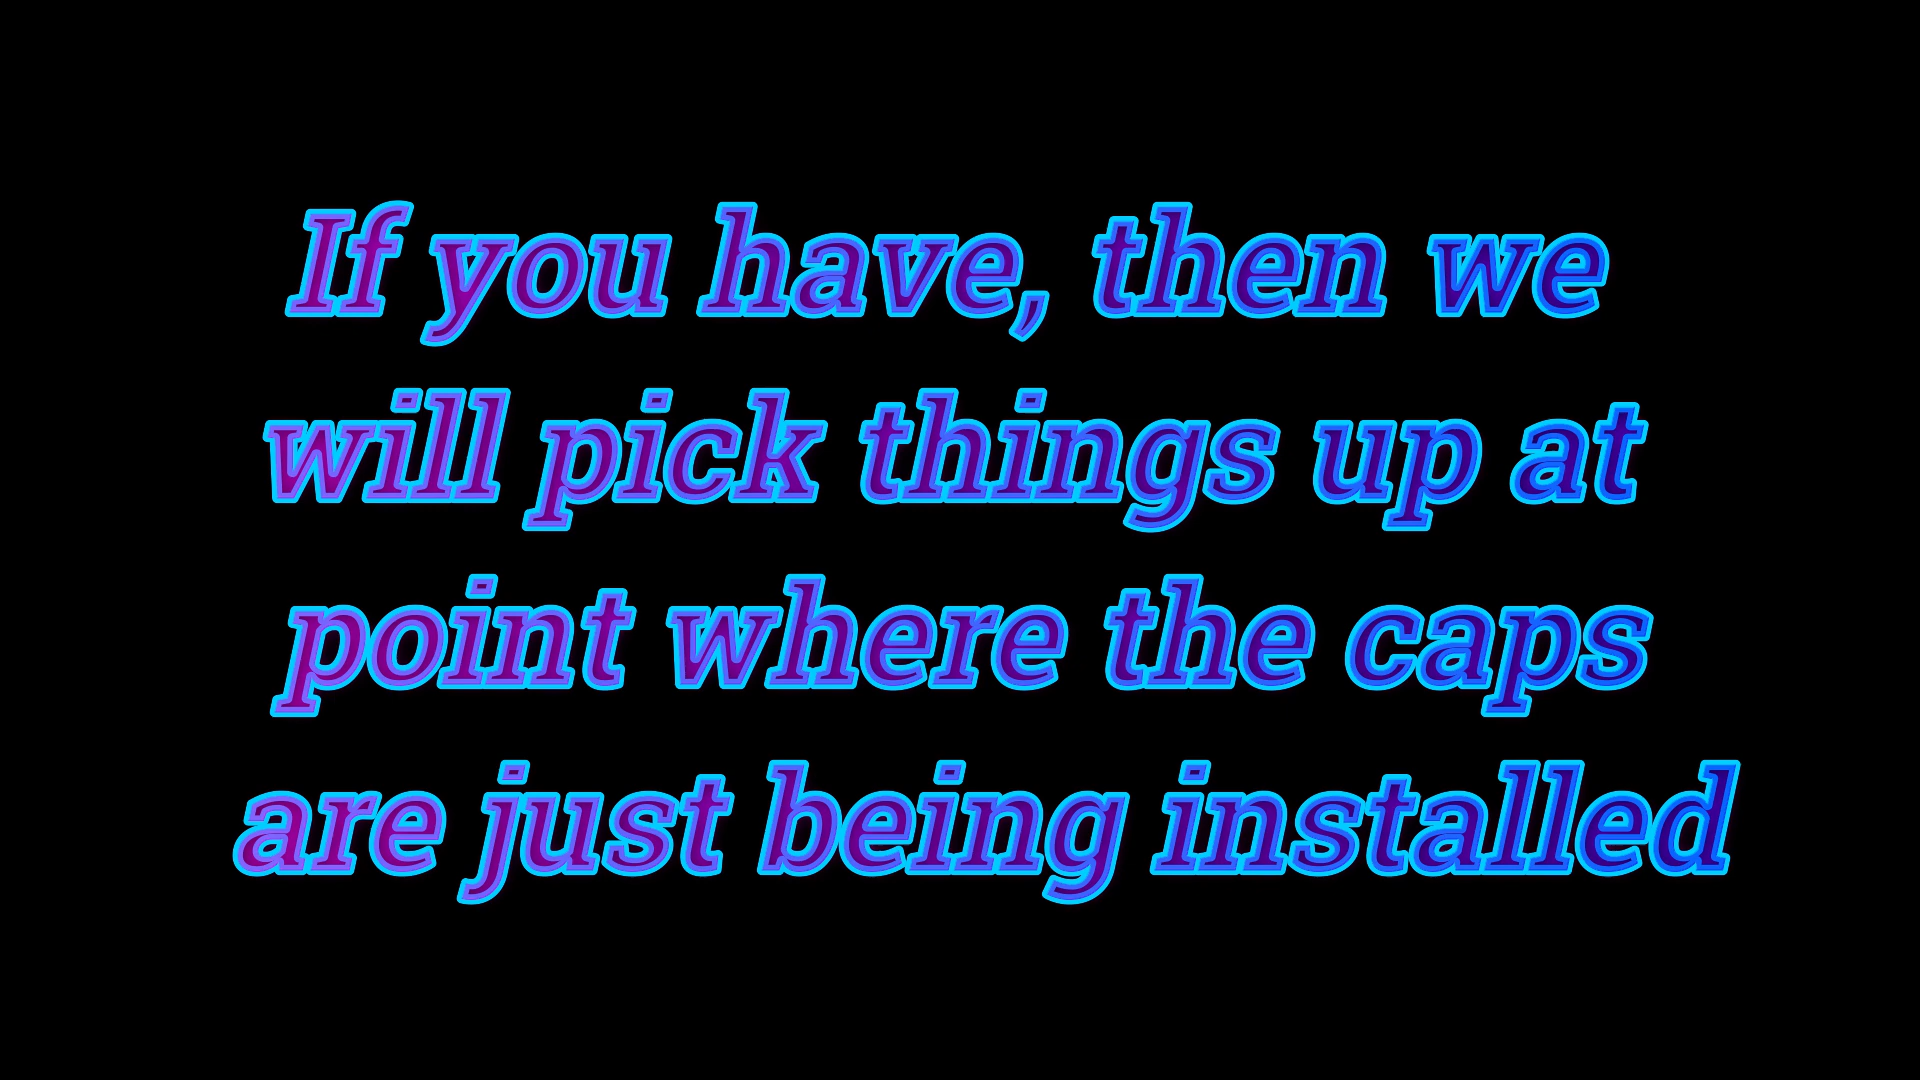 If you have, then we
will pick things up at
point where the caps
are just being installed